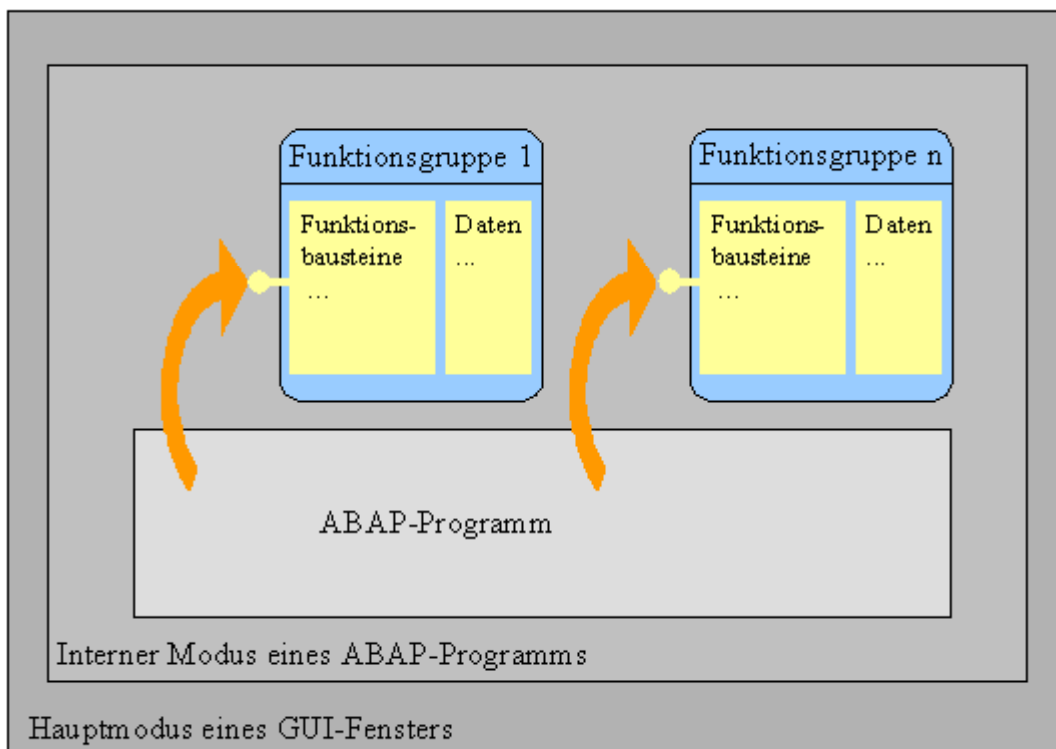 Funktionsgruppe 1
Funktions-
bausteine
...
Daten
...
Funktionsgruppe n
Funktions-
bausteine
...
Daten
...
ABAP-Programm
Interner Modus eines ABAP-Programms
Hauptmodus eines GUI-Fensters